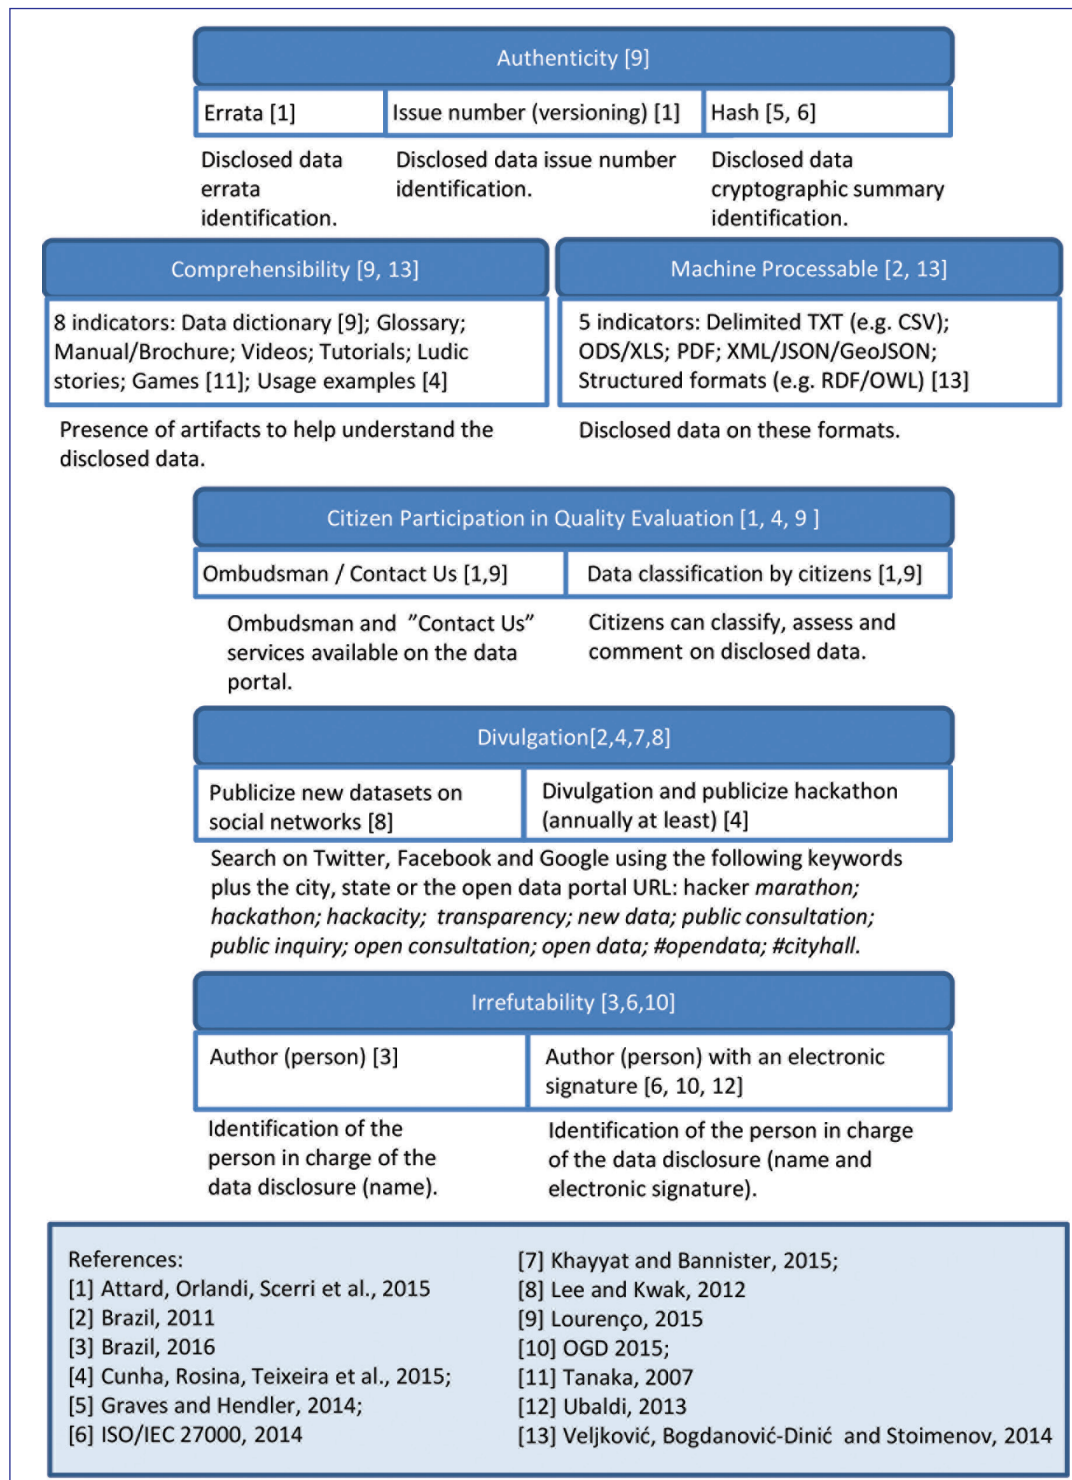 Authenticity [9]
Errata [1]
Issue number (versioning) [1]
Hash [5, 6]
Disclosed data
errata
identification.
Disclosed data issue number
identification.
Disclosed data
cryptographic summary
identification.
Comprehensibility [9, 13]
8 indicators: Data dictionary [9]; Glossary;
Manual/Brochure; Videos; Tutorials; Ludic
stories; Games [11]; Usage examples [4]
Presence of artifacts to help understand the
disclosed data.
Machine Processable [2, 13]
5 indicators: Delimited TXT (e.g. CSV);
ODS/XLS; PDF; XML/JSON/GeoJSON;
Structured formats (e.g. RDF/OWL) [13]
Disclosed data on these formats.
Citizen Participation in Quality Evaluation [1, 4, 9 ]
Ombudsman / Contact Us [1,9]
Data classification by citizens [1,9]
Ombudsman and ”Contact Us”
services available on the data
portal.
Citizens can classify, assess and
comment on disclosed data.
Divulgation[2,4,7,8]
Publicize new datasets on
social networks [8]
Divulgation and publicize hackathon
(annually at least) [4]
Search on Twitter, Facebook and Google using the following keywords
plus the city, state or the open data portal URL: hacker marathon;
hackathon; hackacity; transparency; new data; public consultation;
public inquiry; open consultation; open data; #opendata; #cityhall.
Irrefutability [3,6,10]
Author (person) [3]
Author (person) with an electronic
signature [6, 10, 12]
Identification of the
person in charge of the
data disclosure (name).
Identification of the person in charge
of the data disclosure (name and
electronic signature).
References:
[1] Attard, Orlandi, Scerri et al., 2015
[2] Brazil, 2011
[3] Brazil, 2016
[4] Cunha, Rosina, Teixeira et al., 2015;
[5] Graves and Hendler, 2014;
[6] ISO/IEC 27000, 2014
[7] Khayyat and Bannister, 2015;
[8] Lee and Kwak, 2012
[9] Lourenço, 2015
[10] OGD 2015;
[11] Tanaka, 2007
[12] Ubaldi, 2013
[13] Veljković, Bogdanović-Dinić and Stoimenov, 2014